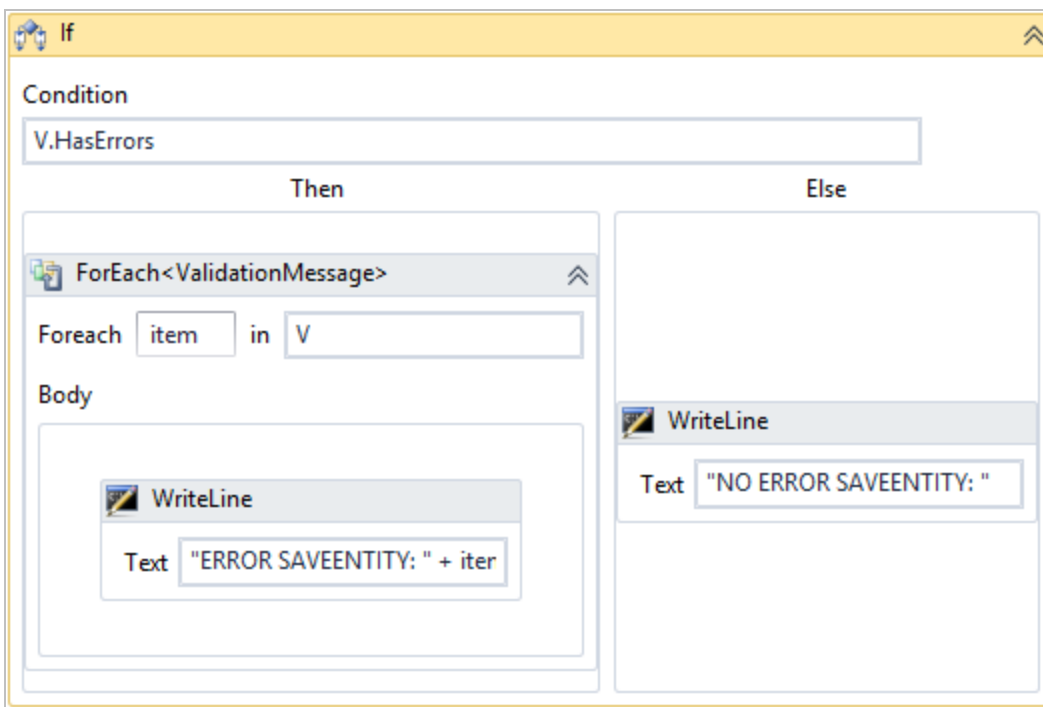 If
Condition
V.HasErrors
Then
Else
ForEach<ValidationMessage>
Foreach item in V
Body
WriteLine
Text "ERROR SAVEENTITY: " + iter
WriteLine
Text "NO ERROR SAVEENTITY: "